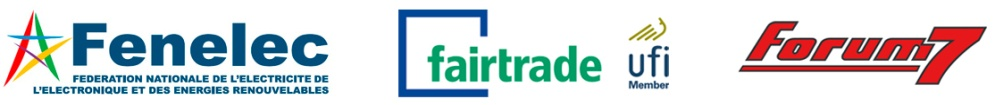 Fenelec
FEDERATION NATIONALE DE L'ELECTRICITE DE
L'ELECTRONIQUE ET DES ENERGIES RENOUVELABLES
fairtrade
ufi
Member
Forum7